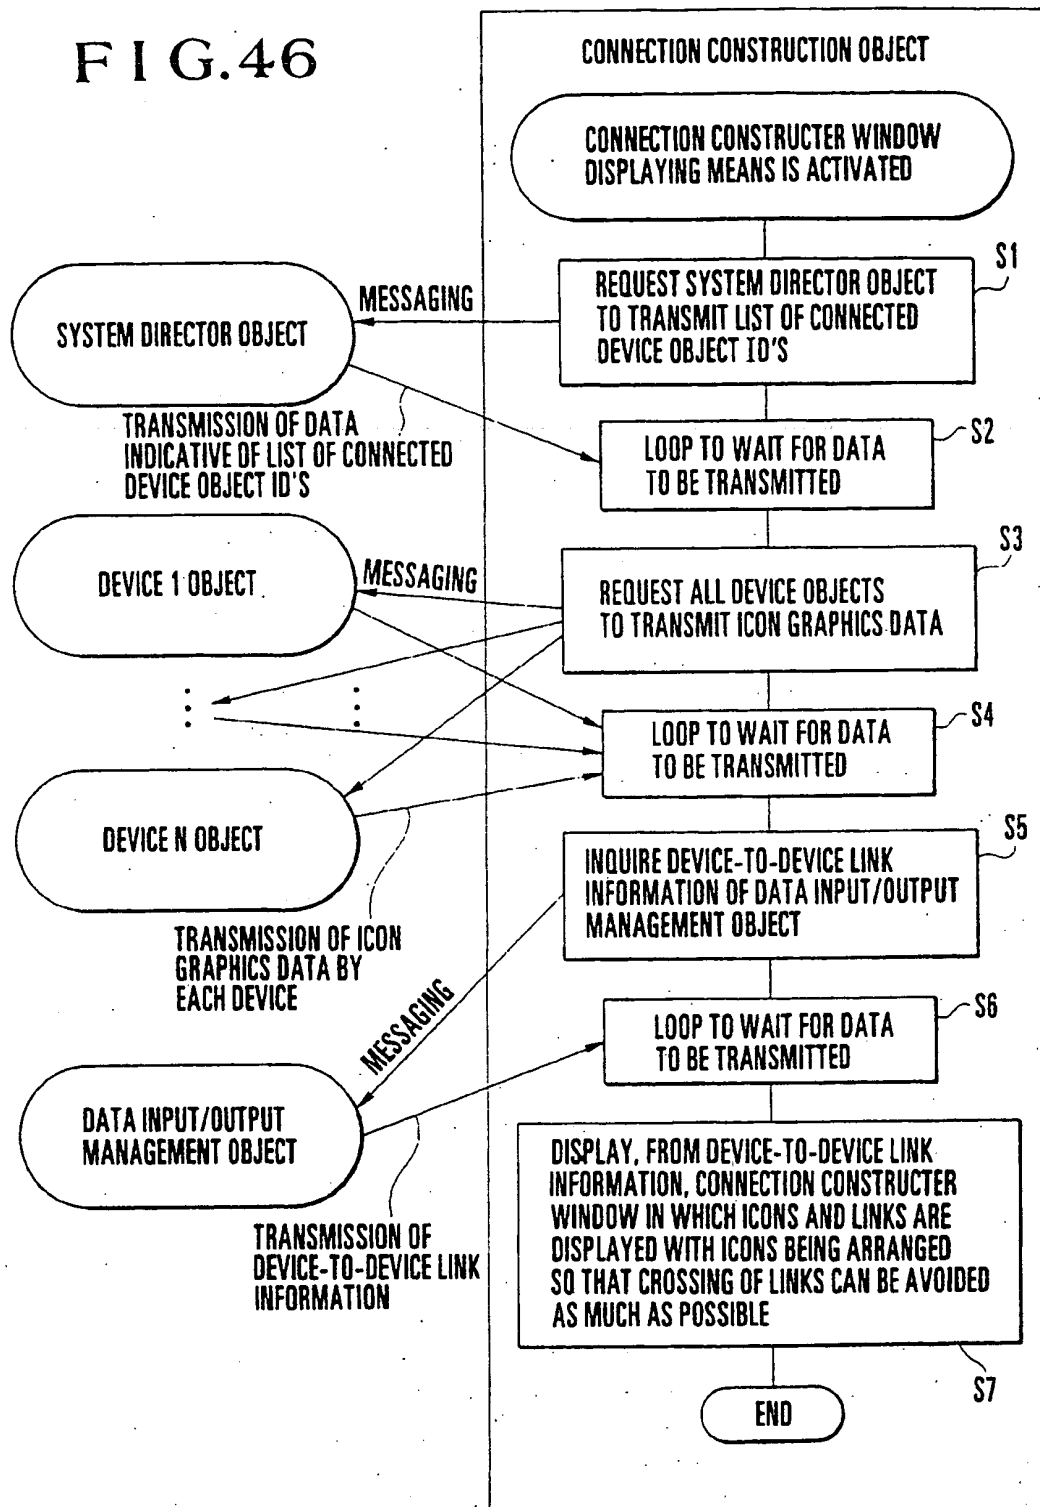 FIG.46
CONNECTION CONSTRUCTION OBJECT
CONNECTION CONSTRUCTER WINDOW
DISPLAYING MEANS IS ACTIVATED
S1
REQUEST SYSTEM DIRECTOR OBJECT
TO TRANSMIT LIST OF CONNECTED
DEVICE OBJECT ID'S
MESSAGING
SYSTEM DIRECTOR OBJECT
TRANSMISSION OF DATA
INDICATIVE OF LIST OF CONNECTED
DEVICE OBJECT ID'S
S2
LOOP TO WAIT FOR DATA
TO BE TRANSMITTED
S3
REQUEST ALL DEVICE OBJECTS
TO TRANSMIT ICON GRAPHICS DATA
MESSAGING
DEVICE 1 OBJECT
S4
LOOP TO WAIT FOR DATA
TO BE TRANSMITTED
DEVICE N OBJECT
TRANSMISSION OF ICON
GRAPHICS DATA BY
EACH DEVICE
S5
INQUIRE DEVICE-TO-DEVICE LINK
INFORMATION OF DATA INPUT/OUTPUT
MANAGEMENT OBJECT
MESSAGING
S6
LOOP TO WAIT FOR DATA
TO BE TRANSMITTED
DATA INPUT/OUTPUT
MANAGEMENT OBJECT
TRANSMISSION OF
DEVICE-TO-DEVICE LINK
INFORMATION
DISPLAY, FROM DEVICE-TO-DEVICE LINK
INFORMATION, CONNECTION CONSTRUCTER
WINDOW IN WHICH ICONS AND LINKS ARE
DISPLAYED WITH ICONS BEING ARRANGED
SO THAT CROSSING OF LINKS CAN BE AVOIDED
AS MUCH AS POSSIBLE
S7
END